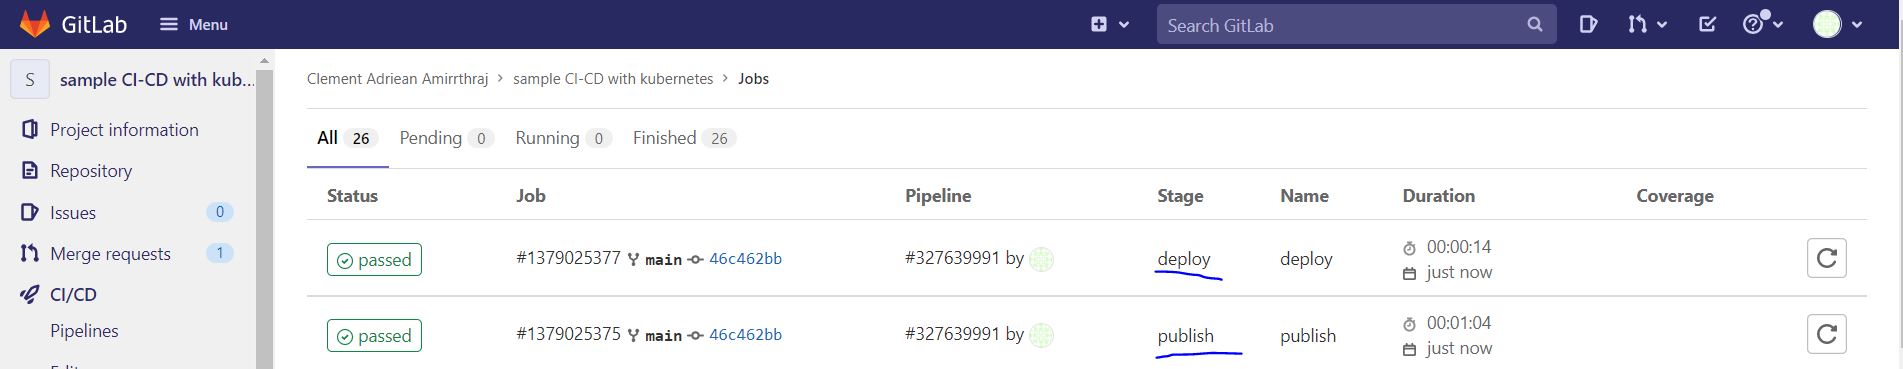 GitLab Menu Search GitLab
S sample CI-CD with kub...
Clement Adriean Amirrthraj > sample CI-CD with kubernetes > Jobs
Project information
Repository
Issues 0
Merge requests 1
CI/CD
Pipelines
All 26 Pending 0 Running 0 Finished 26
Status Job Pipeline Stage Name Duration Coverage
passed #1379025377 main 46c462bb #327639991 by deploy deploy 00:00:14
just now
passed #1379025375 main 46c462bb #327639991 by publish publish 00:01:04
just now